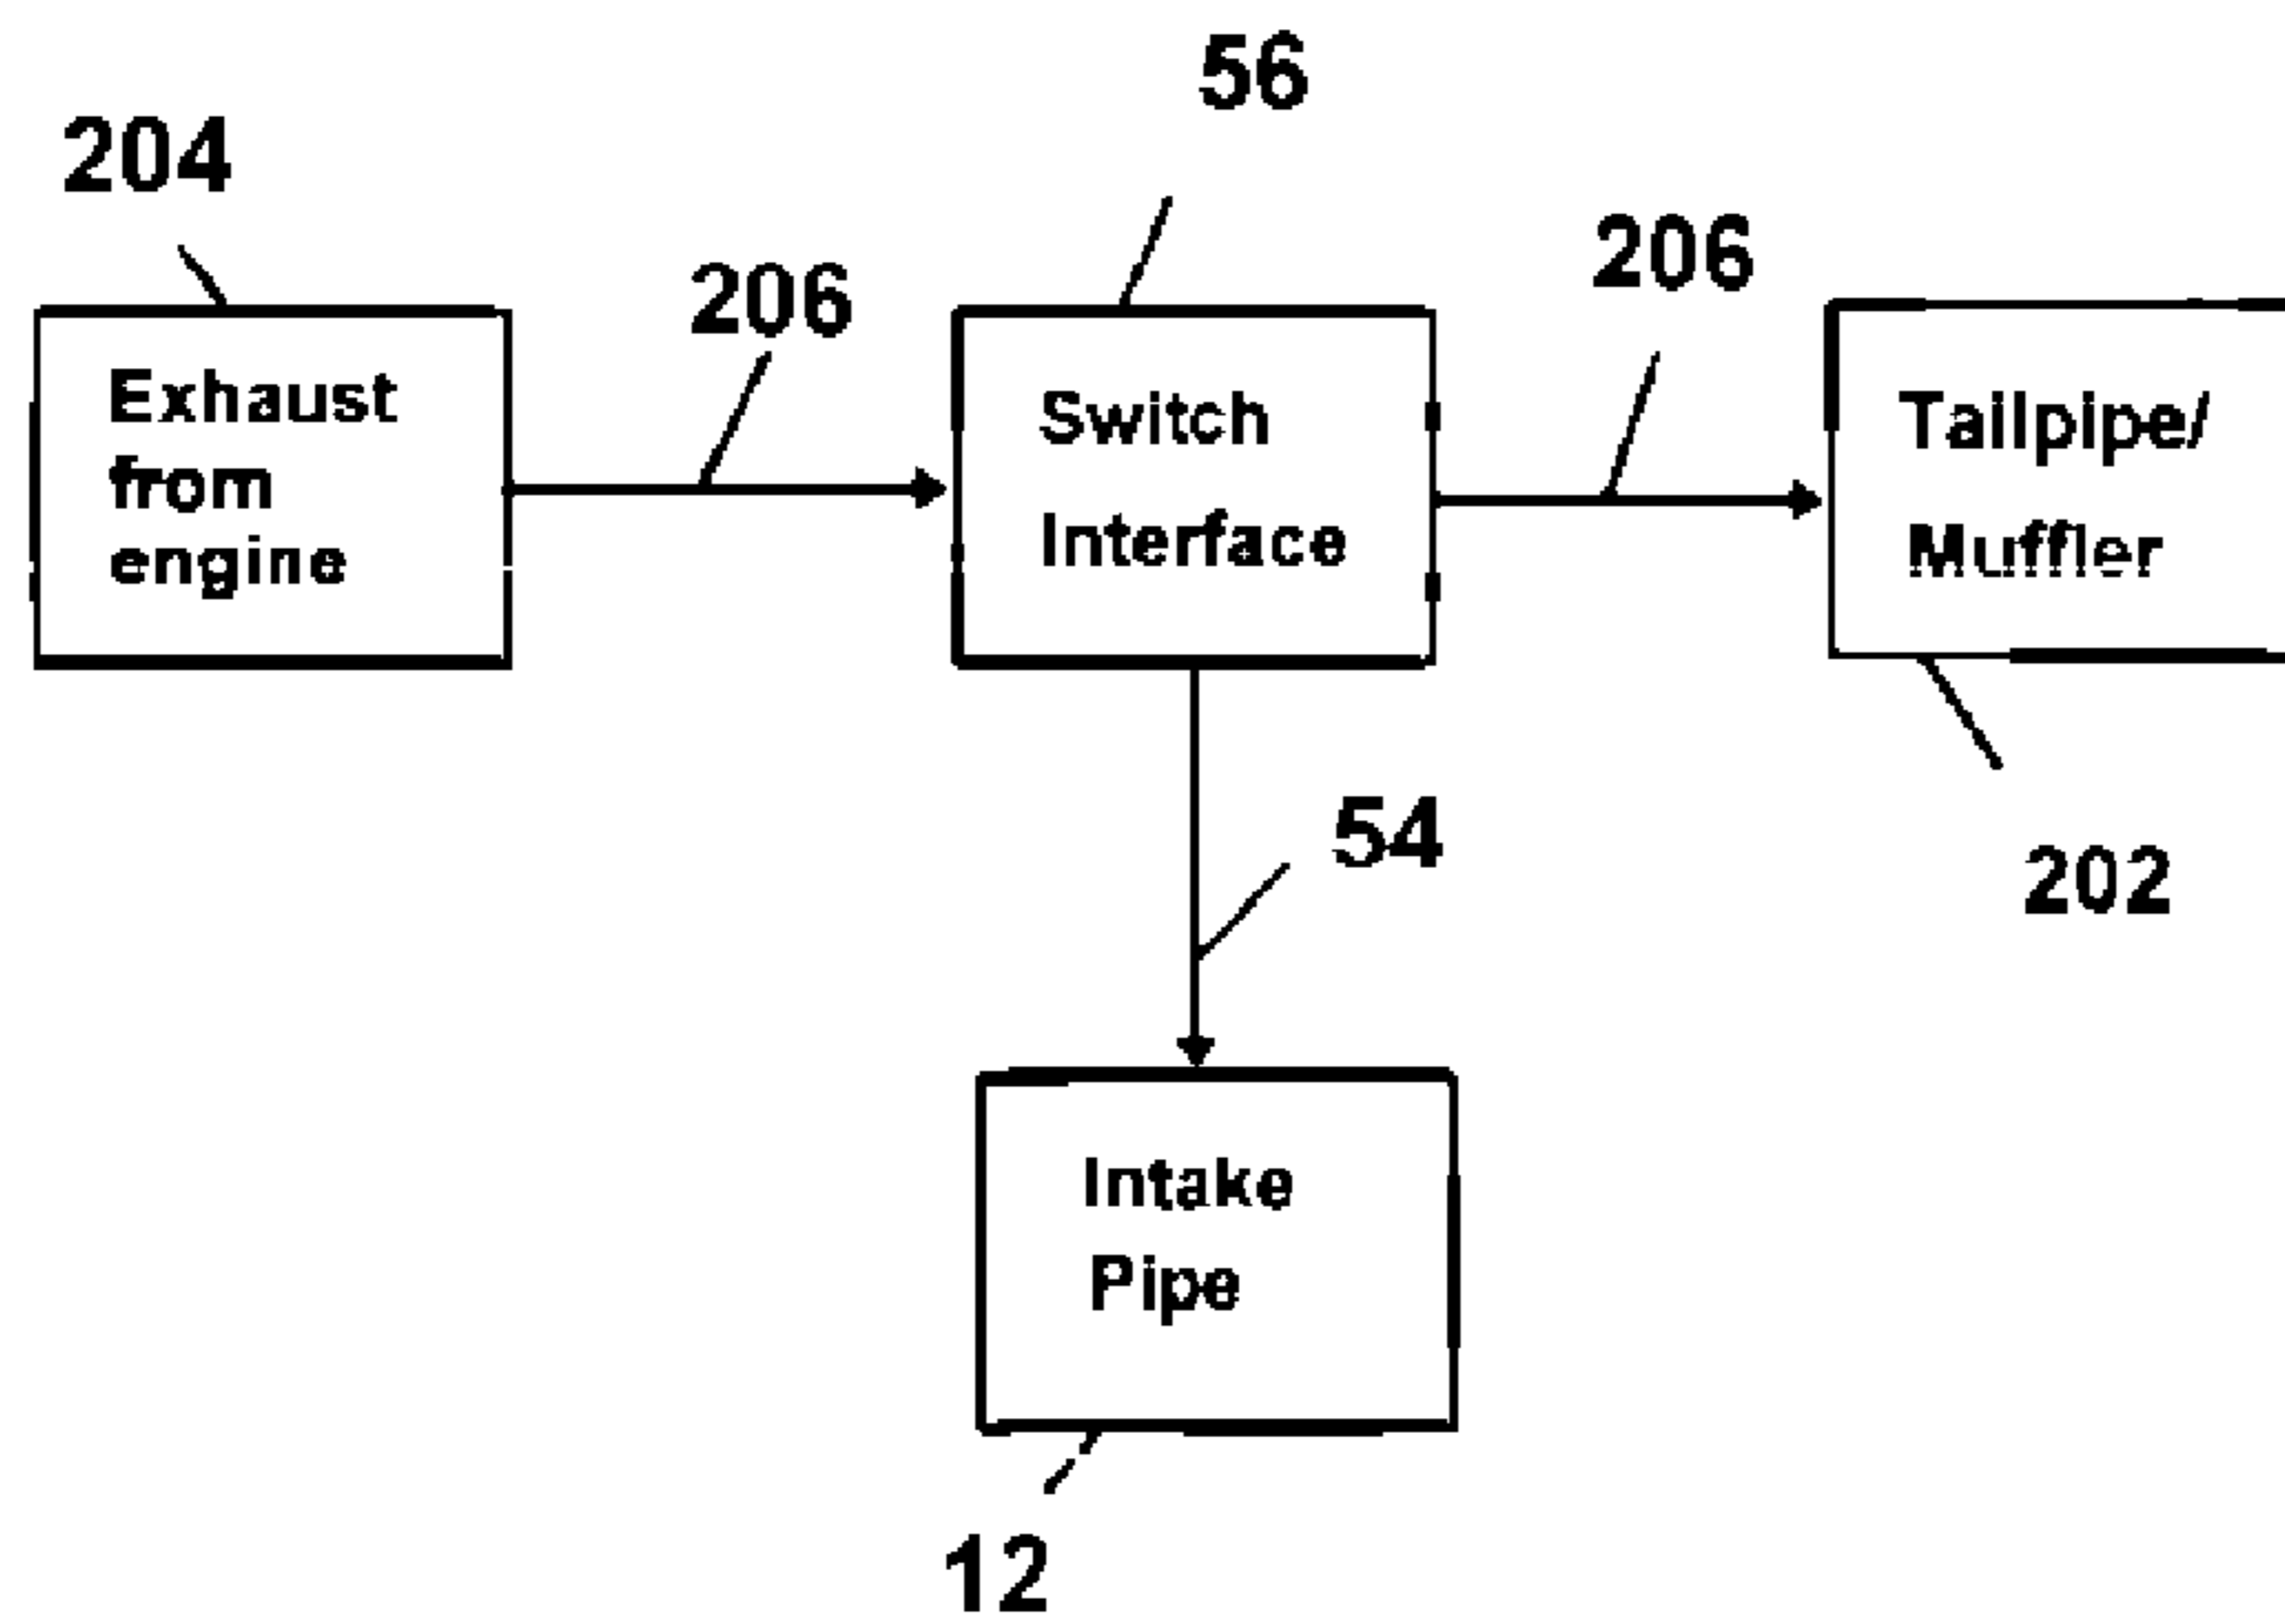 56
204
206
206
Exhaust
from
engine
Switch
Interface
Tailpipe/
Muffler
54
202
Intake
Pipe
12